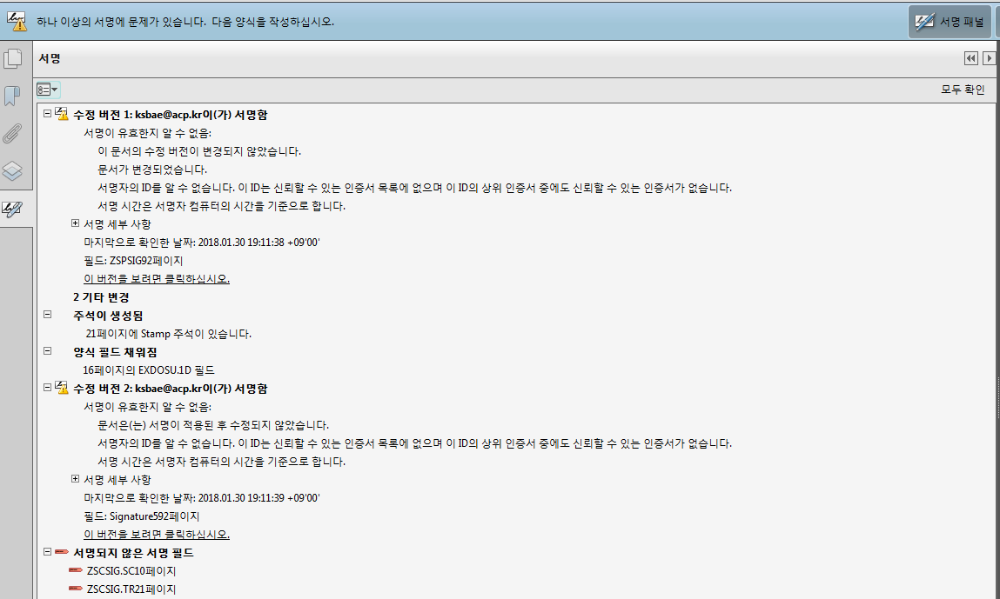 하나 이상의 서명에 문제가 있습니다. 다음 양식을 작성하십시오.
서명 패널
서명
모두 확인
수정 버전 1: ksbae@acp.kr이(가) 서명함
서명이 유효한지 알 수 없음:
이 문서의 수정 버전이 변경되지 않았습니다.
문서가 변경되었습니다.
서명자의 ID를 알 수 없습니다. 이 ID는 신뢰할 수 있는 인증서 목록에 없으며 이 ID의 상위 인증서 중에도 신뢰할 수 있는 인증서가 없습니다.
서명 시간은 서명자 컴퓨터의 시간을 기준으로 합니다.
서명 세부 사항
마지막으로 확인한 날짜: 2018.01.30 19:11:38 +09'00'
필드: ZSPSIG92페이지
이 버전을 보려면 클릭하십시오.
2 기타 변경
주석이 생성됨
21페이지에 Stamp 주석이 있습니다.
양식 필드 채워짐
16페이지의 EXDOSU.1D 필드
수정 버전 2: ksbae@acp.kr이(가) 서명함
서명이 유효한지 알 수 없음:
문서은(는) 서명이 적용된 후 수정되지 않았습니다.
서명자의 ID를 알 수 없습니다. 이 ID는 신뢰할 수 있는 인증서 목록에 없으며 이 ID의 상위 인증서 중에도 신뢰할 수 있는 인증서가 없습니다.
서명 시간은 서명자 컴퓨터의 시간을 기준으로 합니다.
서명 세부 사항
마지막으로 확인한 날짜: 2018.01.30 19:11:39 +09'00'
필드: Signature592페이지
이 버전을 보려면 클릭하십시오.
서명되지 않은 서명 필드
ZSCSIG.SC10페이지
ZSCSIG.TR21페이지